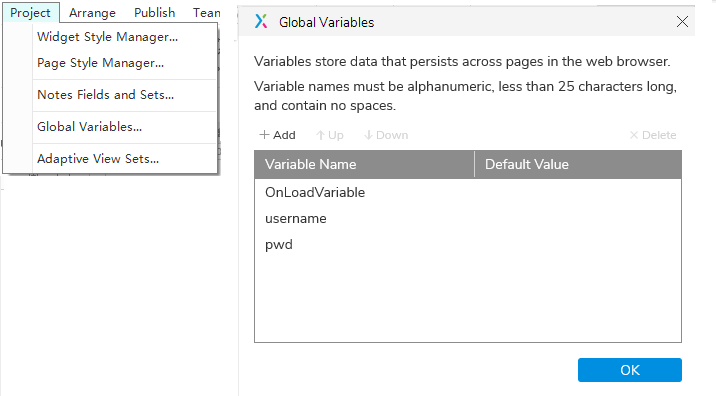 Project Arrange Publish Team
Widget Style Manager...
Page Style Manager...
Notes Fields and Sets...
Global Variables...
Adaptive View Sets...
Global Variables
Variables store data that persists across pages in the web browser.
Variable names must be alphanumeric, less than 25 characters long,
and contain no spaces.
Add Up Down Delete
Variable Name Default Value
OnLoadVariable
username
pwd
OK